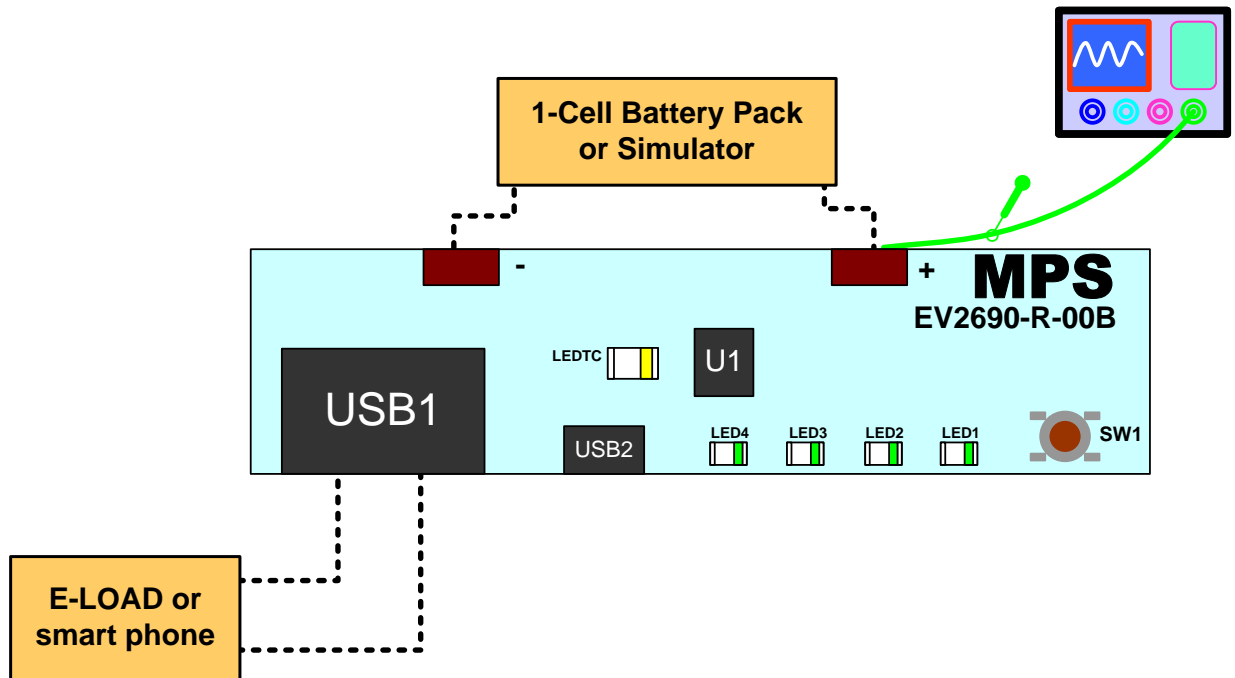 1-Cell Battery Pack
or Simulator
-
+
MPS
EV2690-R-00B
LEDTC
U1
USB1
USB2
LED4
LED3
LED2
LED1
SW1
E-LOAD or
smart phone